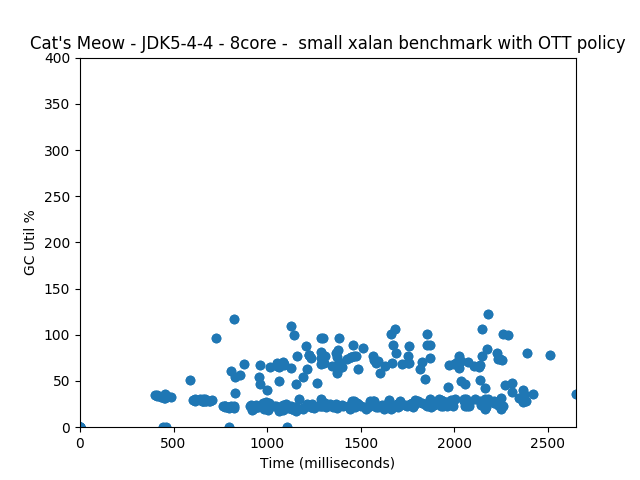 Cat's Meow - JDK5-4-4 - 8core -  small xalan benchmark with OTT policy
400
350
300
250
200
150
100
50
0
GC Util %
0 500 1000 1500 2000 2500
Time (milliseconds)